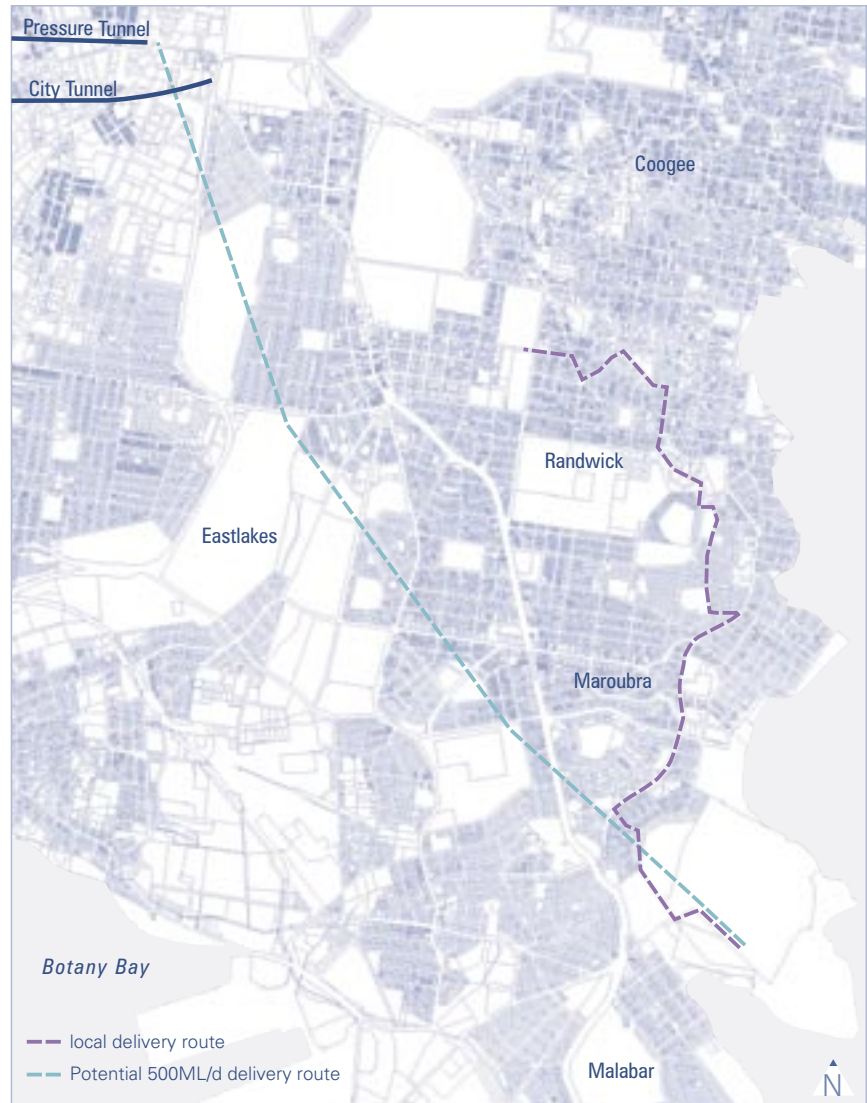 Pressure Tunnel
City Tunnel
Coogee
Randwick
Eastlakes
Maroubra
Botany Bay
local delivery route
Potential 500ML/d delivery route
Malabar
N